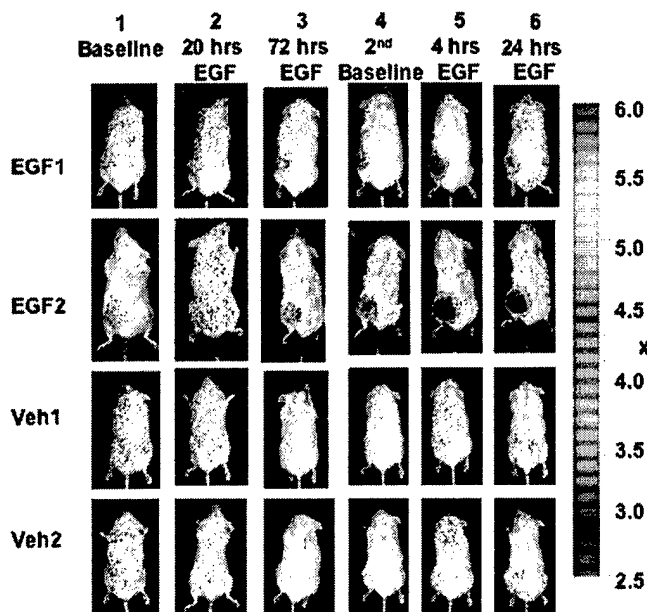 1 2 3 4 5 6
Baseline 20 hrs 72 hrs 2nd 4 hrs 24 hrs
EGF EGF Baseline EGF EGF
EGF1
EGF2
Veh1
Veh2
6.0
5.5
5.0
4.5
x
4.0
3.5
3.0
2.5